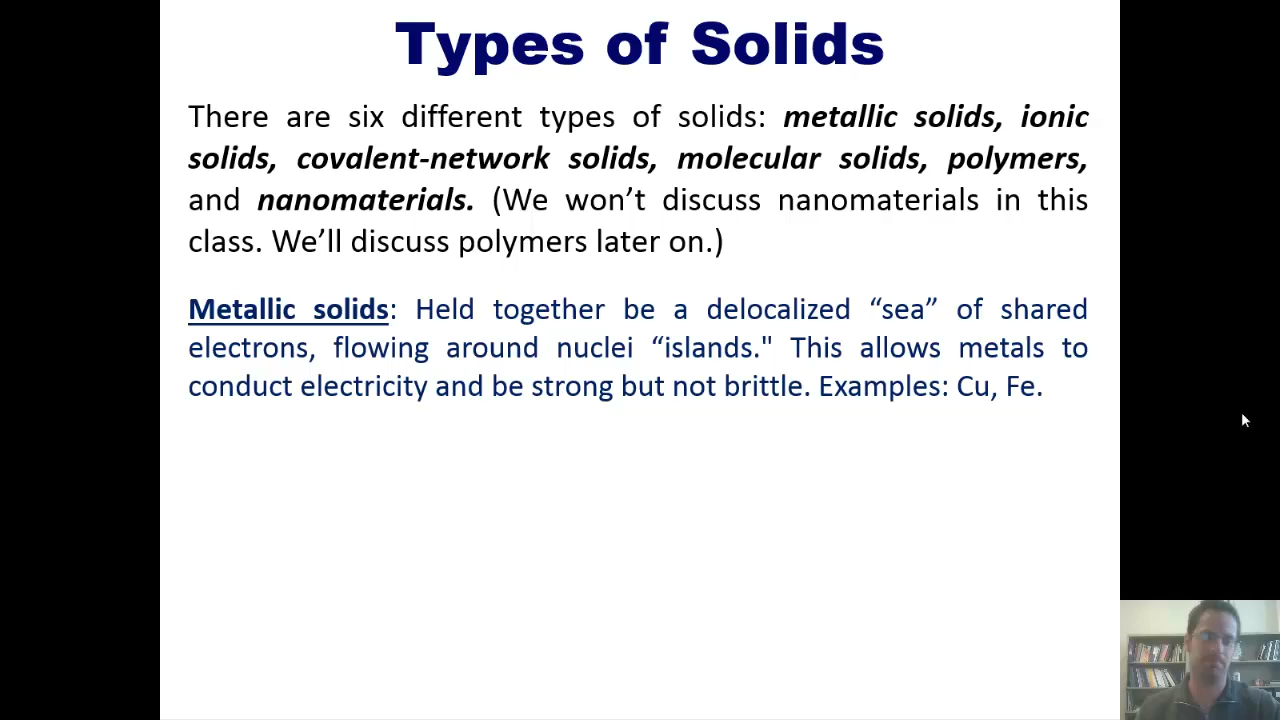 Types of Solids
There are six different types of solids: metallic solids, ionic
solids, covalent-network solids, molecular solids, polymers,
and nanomaterials. (We won’t discuss nanomaterials in this
class. We’ll discuss polymers later on.)
Metallic solids: Held together be a delocalized “sea” of shared
electrons, flowing around nuclei “islands." This allows metals to
conduct electricity and be strong but not brittle. Examples: Cu, Fe.